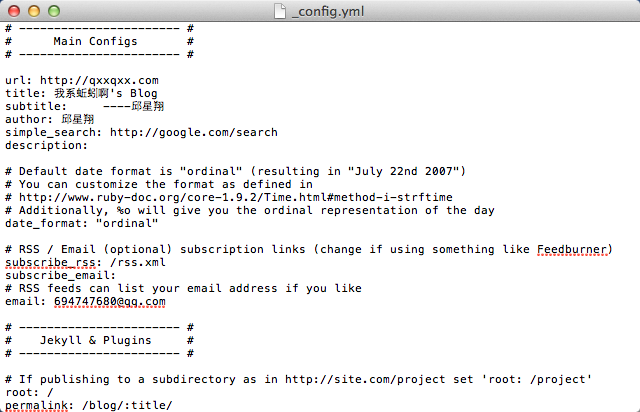 _config.yml
# ----------------------- #
#      Main Configs       #
# ----------------------- #
url: http://qxxqxx.com
title: 我系蚯蚓啊's Blog
subtitle:     ----邱星翔
author: 邱星翔
simple_search: http://google.com/search
description:
# Default date format is "ordinal" (resulting in "July 22nd 2007")
# You can customize the format as defined in
# http://www.ruby-doc.org/core-1.9.2/Time.html#method-i-strftime
# Additionally, %o will give you the ordinal representation of the day
date_format: "ordinal"
# RSS / Email (optional) subscription links (change if using something like Feedburner)
subscribe_rss: /rss.xml
subscribe_email:
# RSS feeds can list your email address if you like
email: 694747680@qq.com
# ----------------------- #
#    Jekyll & Plugins     #
# ----------------------- #
# If publishing to a subdirectory as in http://site.com/project set 'root: /project'
root: /
permalink: /blog/:title/